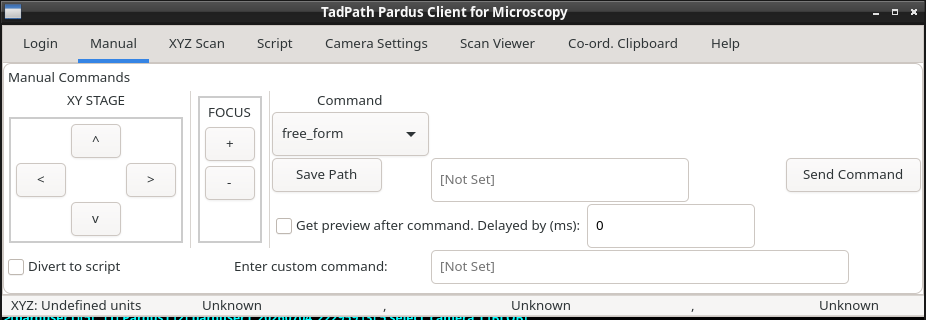 TadPath Pardus Client for Microscopy
Login Manual XYZ Scan Script Camera Settings Scan Viewer Co-ord. Clipboard Help
Manual Commands
XY STAGE
FOCUS
Command
^
< >
v
+
-
free_form
Save Path [Not Set] Send Command
Get preview after command. Delayed by (ms): 0
Divert to script Enter custom command: [Not Set]
XYZ: Undefined units Unknown , Unknown , Unknown